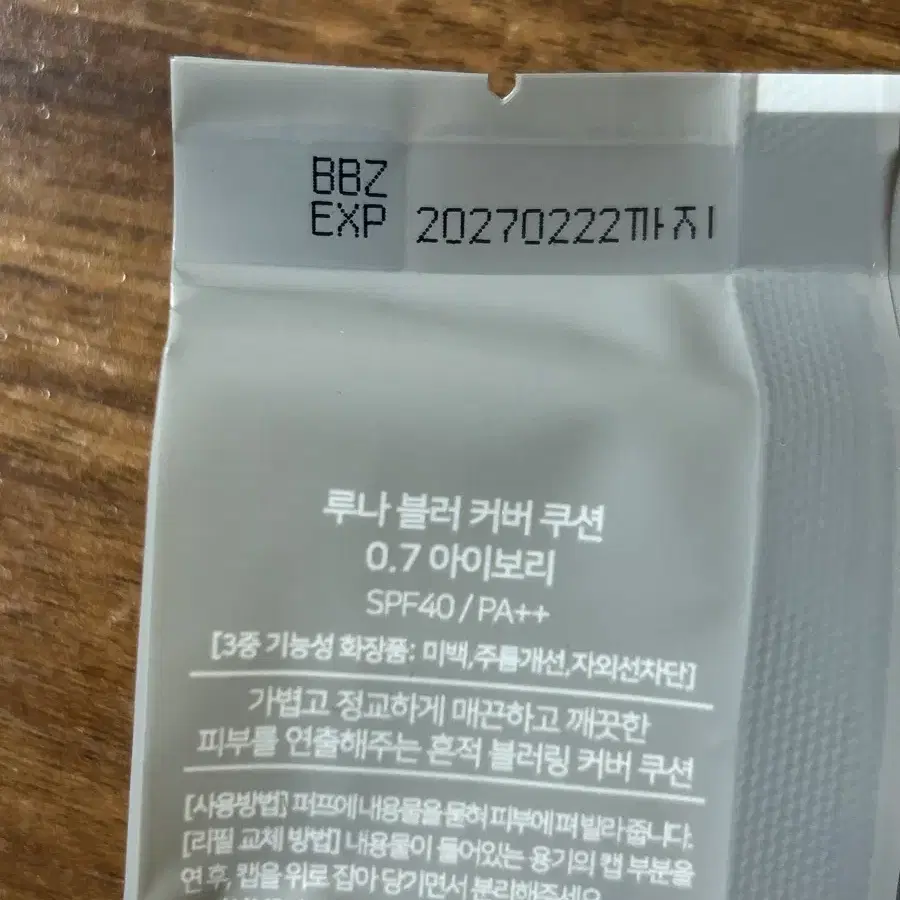 BBZ
EXP 20270222까지
루나 블러 커버 쿠션
0.7 아이보리
SPF40 / PA++
[3중 기능성 화장품: 미백,주름개선,자외선차단]
가볍고 정교하게 매끈하고 깨끗한
피부를 연출해주는 흔적 블러링 커버 쿠션
[사용방법] 퍼프에 내용물을 묻혀 피부에 펴 발라 줍니다.
[리필 교체 방법] 내용물이 들어있는 용기의 캡 부분을
연 후, 캡을 위로 잡아 당기면서 분리해주세요